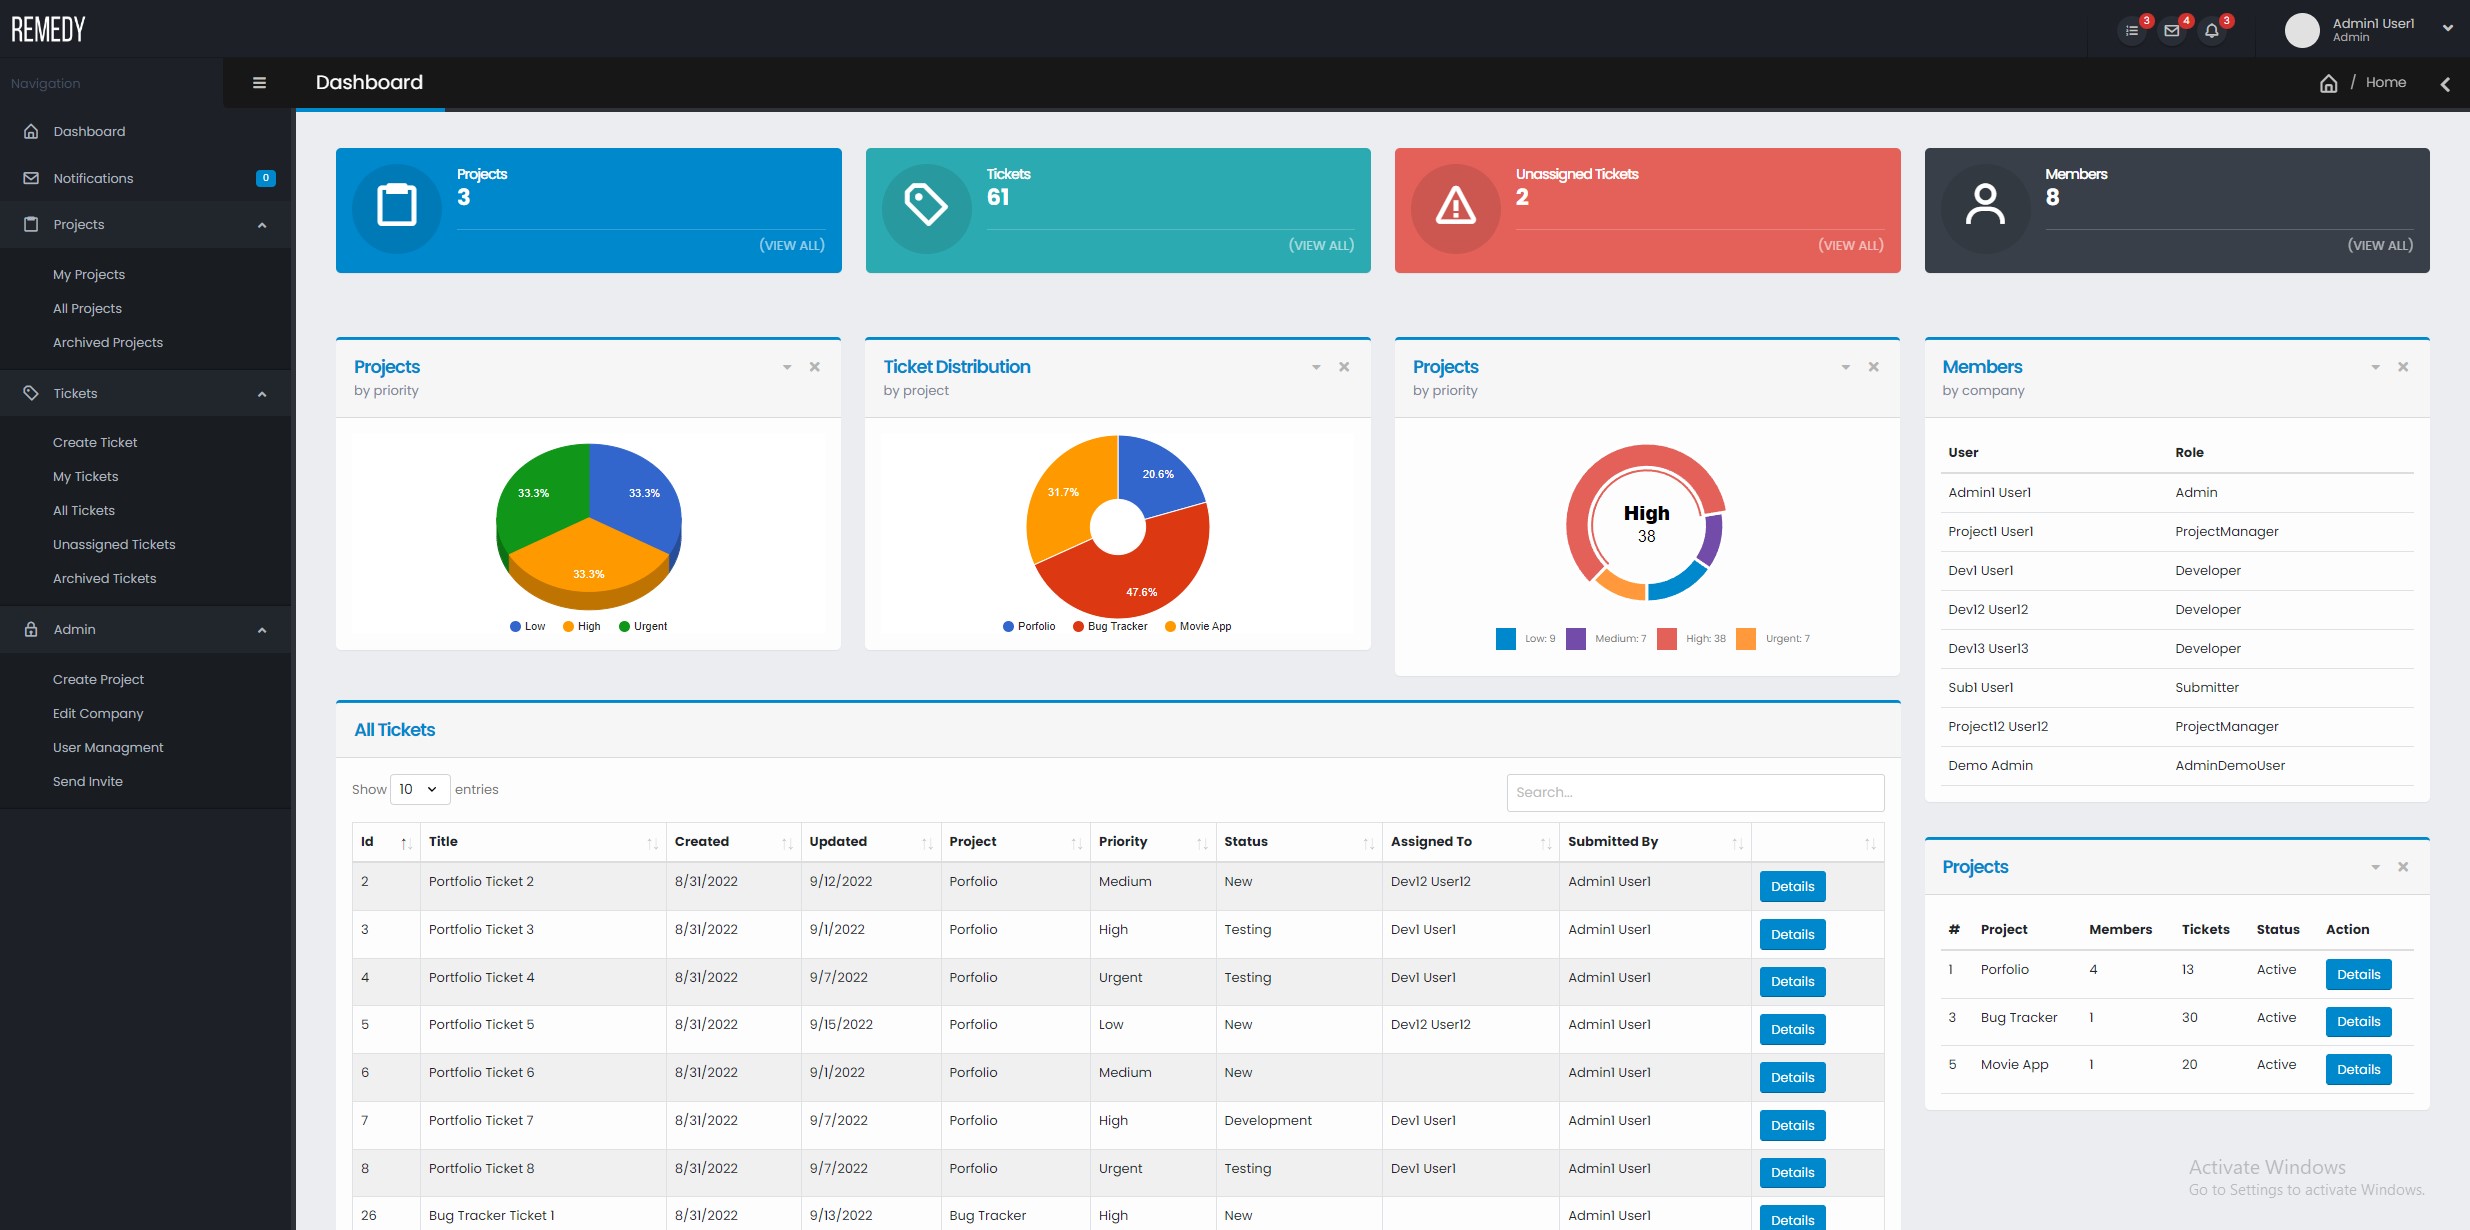 REMEDY
3
4
3
Admin1 User1
Admin
Navigation
Dashboard
/ Home
Dashboard
Notifications
0
Projects
My Projects
All Projects
Archived Projects
Tickets
Create Ticket
My Tickets
All Tickets
Unassigned Tickets
Archived Tickets
Admin
Create Project
Edit Company
User Managment
Send Invite
Projects
3
(VIEW ALL)
Tickets
61
(VIEW ALL)
Unassigned Tickets
2
(VIEW ALL)
Members
8
(VIEW ALL)
Projects
by priority
33.3%
33.3%
33.3%
Low High Urgent
Ticket Distribution
by project
20.6%
31.7%
47.6%
Porfolio Bug Tracker Movie App
Projects
by priority
High
38
Low: 9 Medium: 7 High: 38 Urgent: 7
Members
by company
User Role
Admin1 User1 Admin
Project1 User1 ProjectManager
Dev1 User1 Developer
Dev12 User12 Developer
Dev13 User13 Developer
Sub1 User1 Submitter
Project12 User12 ProjectManager
Demo Admin AdminDemoUser
All Tickets
Show 10 entries
Search...
Id Title Created Updated Project Priority Status Assigned To Submitted By
2 Portfolio Ticket 2 8/31/2022 9/12/2022 Porfolio Medium New Dev12 User12 Admin1 User1 Details
3 Portfolio Ticket 3 8/31/2022 9/1/2022 Porfolio High Testing Dev1 User1 Admin1 User1 Details
4 Portfolio Ticket 4 8/31/2022 9/7/2022 Porfolio Urgent Testing Dev1 User1 Admin1 User1 Details
5 Portfolio Ticket 5 8/31/2022 9/15/2022 Porfolio Low New Dev12 User12 Admin1 User1 Details
6 Portfolio Ticket 6 8/31/2022 9/1/2022 Porfolio Medium New Admin1 User1 Details
7 Portfolio Ticket 7 8/31/2022 9/7/2022 Porfolio High Development Dev1 User1 Admin1 User1 Details
8 Portfolio Ticket 8 8/31/2022 9/7/2022 Porfolio Urgent Testing Dev1 User1 Admin1 User1 Details
26 Bug Tracker Ticket 1 8/31/2022 9/13/2022 Bug Tracker High New Admin1 User1 Details
Projects
# Project Members Tickets Status Action
1 Porfolio 4 13 Active Details
3 Bug Tracker 1 30 Active Details
5 Movie App 1 20 Active Details
Activate Windows
Go to Settings to activate Windows.